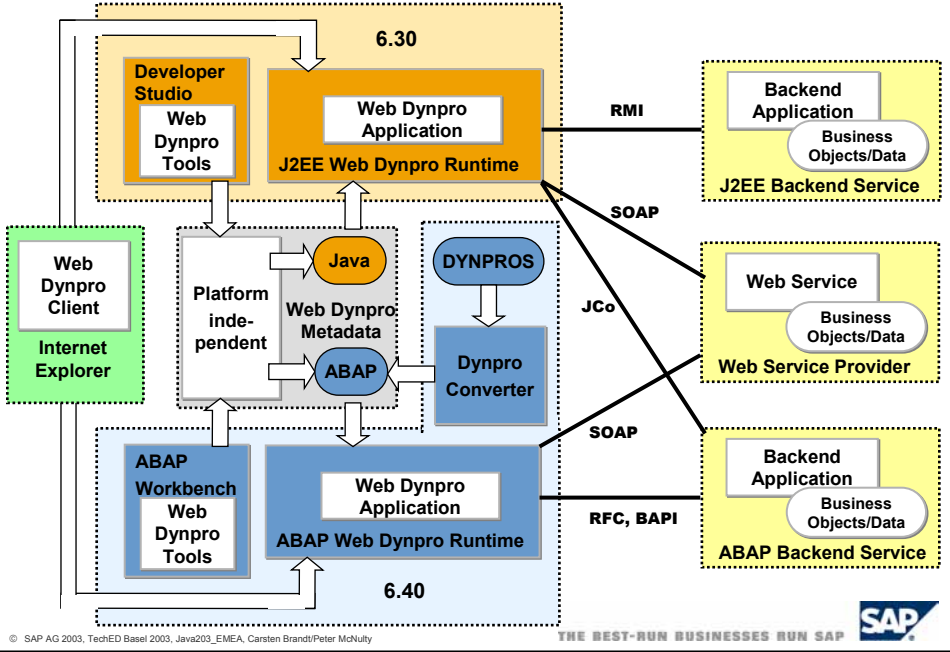 6.30
Developer
Studio
Web
Dynpro
Tools
Web Dynpro
Application
J2EE Web Dynpro Runtime
RMI
Backend
Application
Business
Objects/Data
J2EE Backend Service
SOAP
Web
Dynpro
Client
Internet
Explorer
Platform
inde-
pendent
Java
Web Dynpro
Metadata
ABAP
DYNPROS
Dynpro
Converter
JCo
Web Service
Business
Objects/Data
Web Service Provider
SOAP
ABAP
Workbench
Web
Dynpro
Tools
Web Dynpro
Application
ABAP Web Dynpro Runtime
RFC, BAPI
Backend
Application
Business
Objects/Data
ABAP Backend Service
6.40
© SAP AG 2003, TechED Basel 2003, Java203_EMEA, Carsten Brandt/Peter McNulty
THE BEST-RUN BUSINESSES RUN SAP
SAP